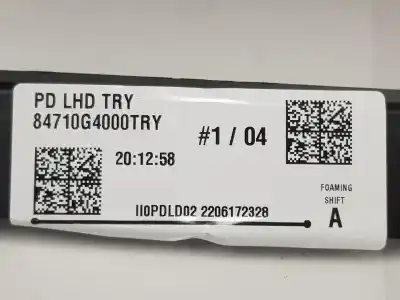 PD LHD TRY
84710G4000TRY
#1 / 04
20:12:58
FOAMING
SHIFT
A
II0PDLD02 2206172328